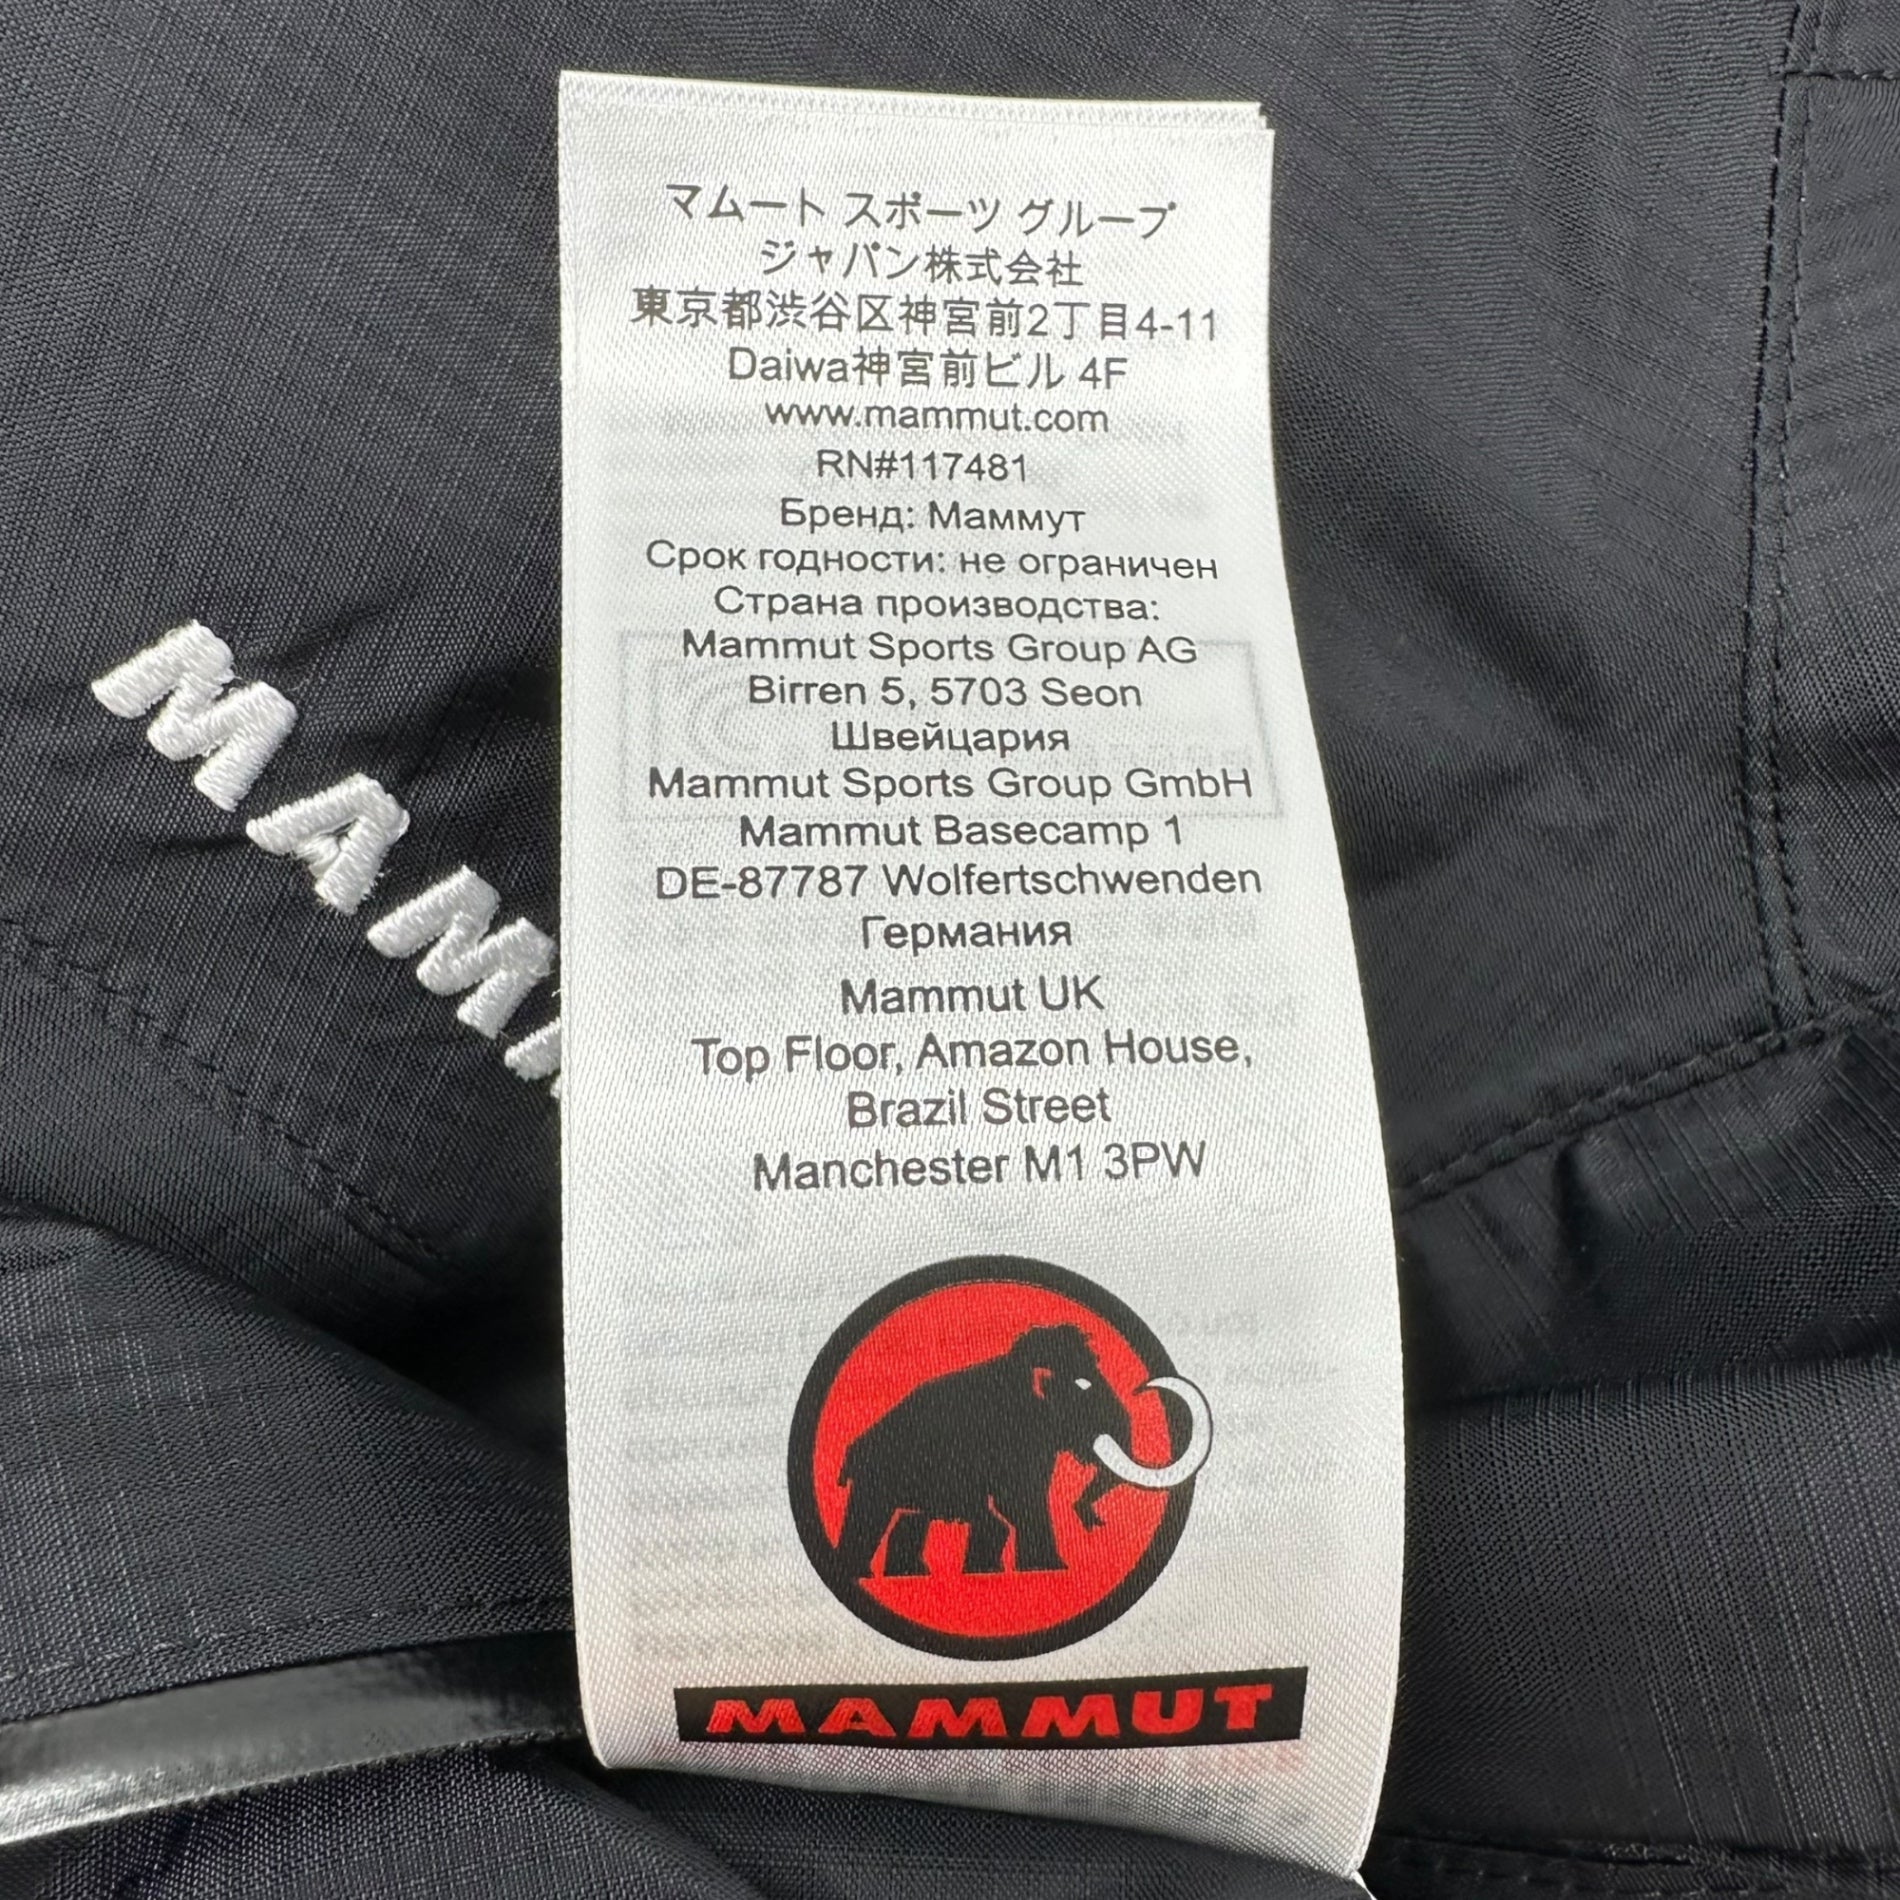 マムート スポーツ グループ
ジャパン株式会社
東京都渋谷区神宮前2丁目4-11
Daiwa神宮前ビル 4F
www.mammut.com
RN#117481
Бренд: Маммут
Срок годности: не ограничен
Страна производства:
Mammut Sports Group AG
Birren 5, 5703 Seon
Швейцария
Mammut Sports Group GmbH
Mammut Basecamp 1
DE-87787 Wolfertschwenden
Германия
Mammut UK
Top Floor, Amazon House,
Brazil Street
Manchester M1 3PW
MAMMUT
MAM